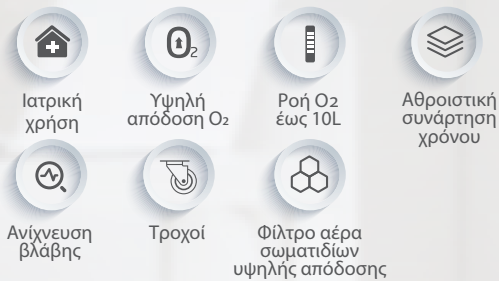 O₂
Ιατρική
χρήση
Υψηλή
απόδοση O₂
Ροή O2
έως 10L
Αθροιστική
συνάρτηση
χρόνου
Ανίχνευση
βλάβης
Τροχοί
Φίλτρο αέρα
σωματιδίων
υψηλής απόδοσης